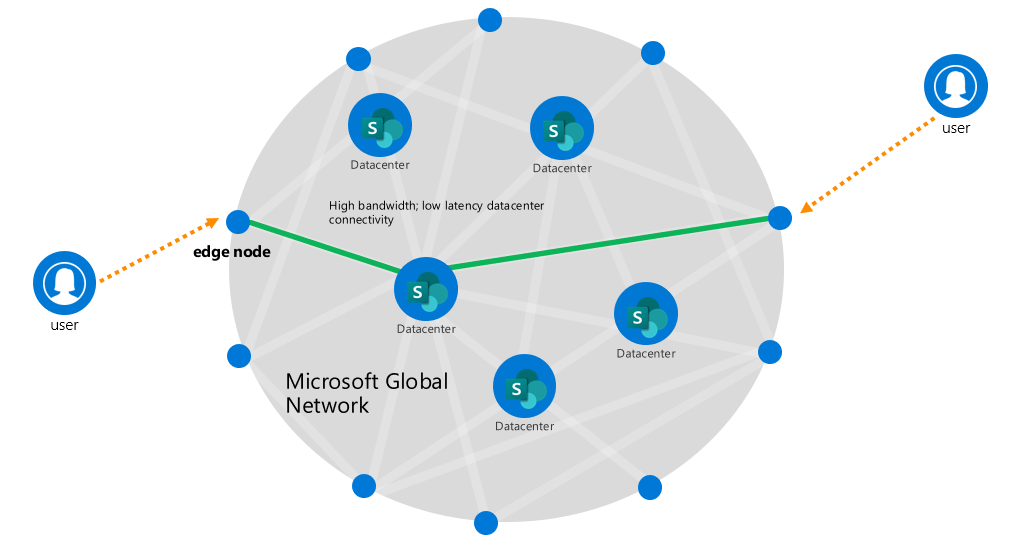 user
S
S
Datacenter
Datacenter
High bandwidth; low latency datacenter
connectivity
edge node
user
S
Datacenter
S
Datacenter
Microsoft Global
Network
S
Datacenter